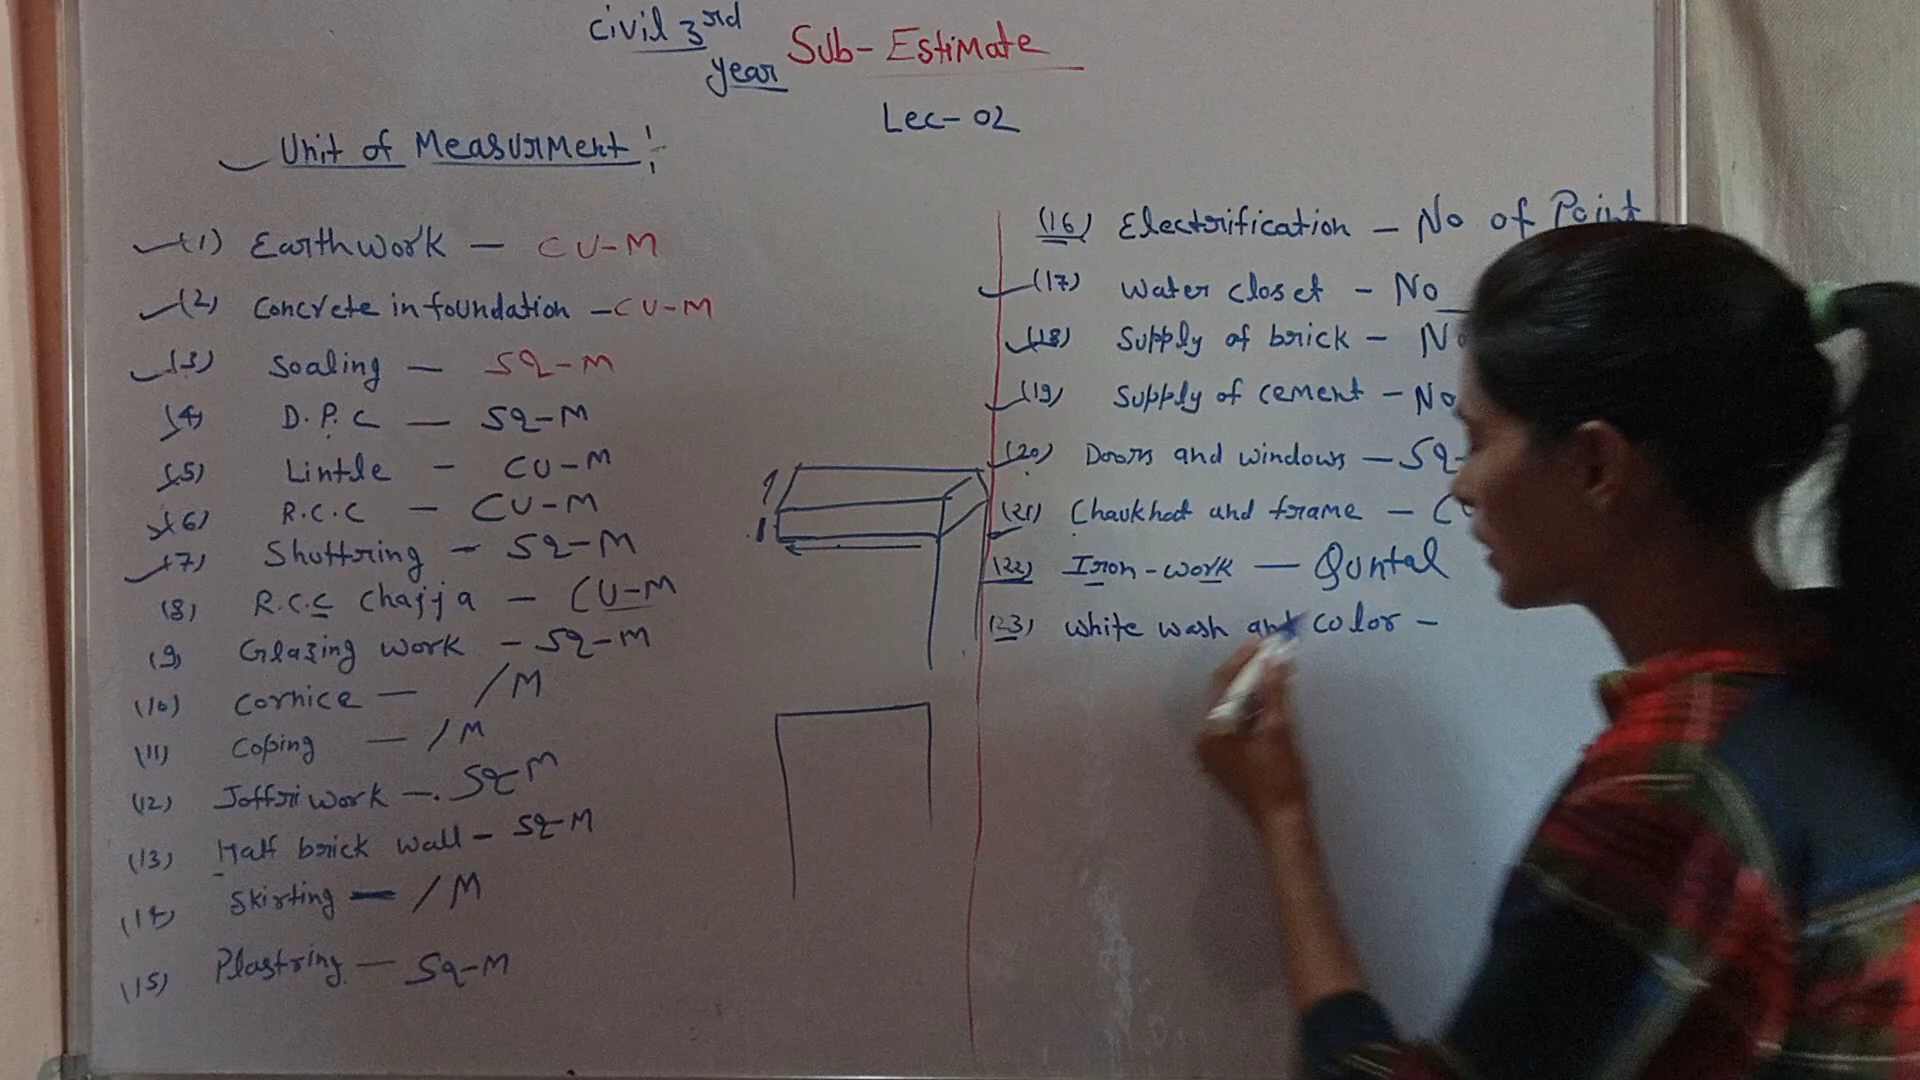 Civil 3rd year
Sub- Estimate
Lec- 02
Unit of Measurment :
(1) Earthwork — CU-M
(2) Concrete in foundation — CU-M
(3) Soaling — SQ-M
(4) D.P.C — SQ-M
(5) Lintle - CU-M
(6) R.C.C - CU-M
(7) Shuttring - SQ-M
(8) R.C.C Chajja - CU-M
(9) Glazing work - SQ-M
(10) Cornice — /M
(11) Coping — /M
(12) Joffri work — SQ M
(13) Half brick wall - SQ-M
(14) Skirting — /M
(15) Plastring — SQ-M
(16) Electrification - No of Point
(17) Water closet - No
(18) Supply of brick - No
(19) Supply of cement - No
(20) Doors and windows - SQ-
(21) Chaukhat and frame - C
(22) Iron-work — Quntal
(23) White wash and color -